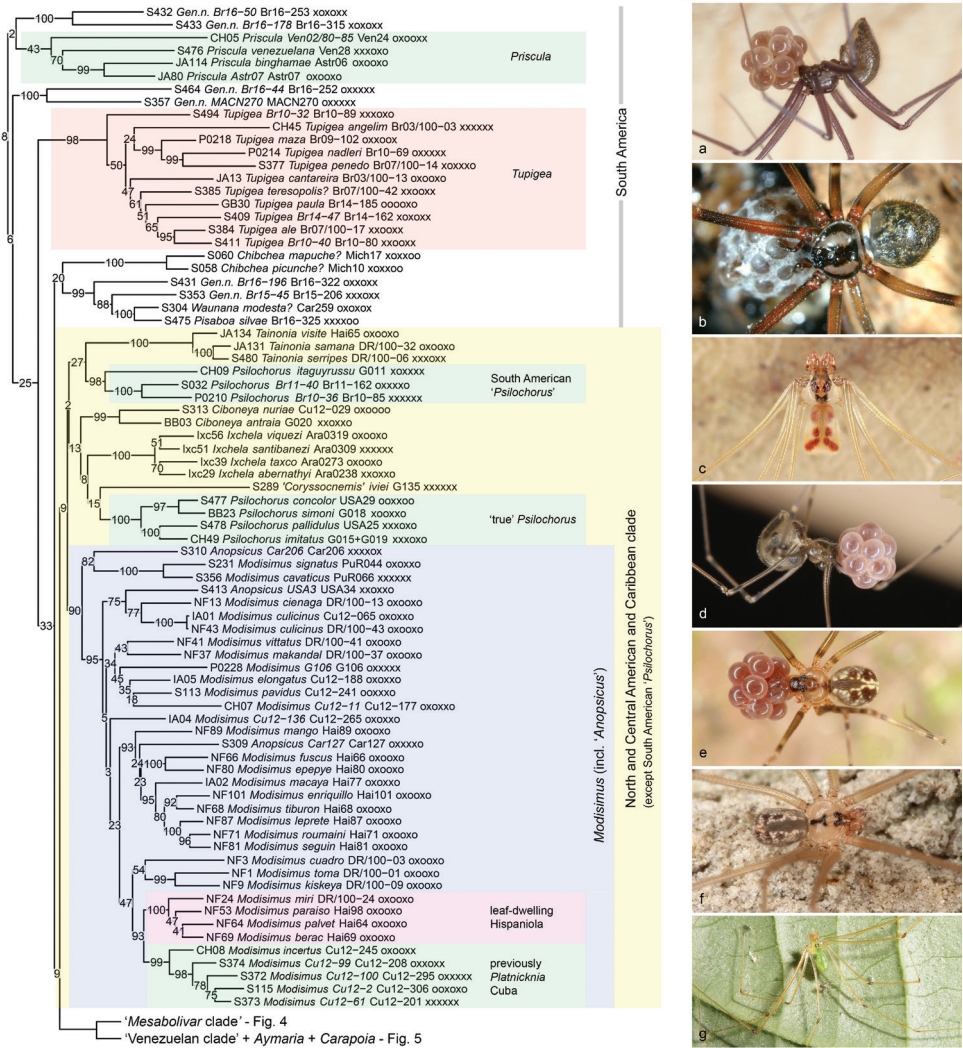 S432 Gen.n. Br16-50 Br16-253 xoxoxx
S433 Gen.n. Br16-178 Br16-315 xoxoxx
CH05 Priscula Ven02/80-85 Ven24 oxooxx
S476 Priscula venezuelana Ven28 xxxoxo
JA114 Priscula binghamae Astr06 oxooxo
JA80 Priscula Astr07 Astr07 oxooxo
Priscula
S464 Gen.n. Br16-44 Br16-252 oxxxxx
S357 Gen.n. MACN270 MACN270 oxxxxx
S494 Tupigea Br10-32 Br10-89 xxxoxo
CH45 Tupigea angelim Br03/100-03 xxxxxx
P0218 Tupigea maza Br09-102 oxxoox
P0214 Tupigea nadleri Br10-69 oxxxxx
S377 Tupigea penedo Br07/100-14 xoxxxo
JA13 Tupigea cantareira Br03/100-13 oxooxo
S385 Tupigea teresopolis? Br07/100-42 xxooxx
GB30 Tupigea paula Br14-185 oooxxo
S409 Tupigea Br14-47 Br14-162 xoxoxx
S384 Tupigea ale Br07/100-17 xxooxx
S411 Tupigea Br10-40 Br10-80 xxxoxx
Tupigea
S060 Chibchea mapuche? Mich17 xoxxoo
S058 Chibchea picunche? Mich10 xoxxoo
S431 Gen.n. Br16-196 Br16-322 oxxoxo
S353 Gen.n. Br15-45 Br15-206 xxxoxx
S304 Waunana modesta? Car259 oxoxox
S475 Pisaboa silvae Br16-325 xxxxoo
South America
JA134 Tainonia visite Hai65 oxooxo
JA131 Tainonia samana DR/100-32 oxooxo
S480 Tainonia serripes DR/100-06 xxxoxx
CH09 Psilochorus itaguyrussu G011 xoxxxx
S032 Psilochorus Br11-40 Br11-162 oxxxxo
P0210 Psilochorus Br10-36 Br10-85 xxxxxx
South American
'Psilochorus'
S313 Ciboneya nuriae Cu12-029 oxoooo
BB03 Ciboneya antraia G020 xxoxxo
Ixc56 Ixchela viquezi Ara0319 oxooxo
Ixc51 Ixchela santibanezi Ara0309 xxxxxx
Ixc39 Ixchela taxco Ara0273 oxooxo
Ixc29 Ixchela abernathyi Ara0238 xxoxxo
S289 'Coryssocnemis' iviei G135 xxxxxx
S477 Psilochorus concolor USA29 ooxxoo
BB23 Psilochorus simoni G018 xooxxx
S478 Psilochorus pallidulus USA25 xxxoxo
CH49 Psilochorus imitatus G015+G019 xxxoxo
'true' Psilochorus
S310 Anopsicus Car206 Car206 xxxxox
S231 Modisimus signatus PuR044 oxoxxo
S356 Modisimus cavaticus PuR066 xxxxxx
S413 Anopsicus USA3 USA34 xxoxxx
NF13 Modisimus cienaga DR/100-13 oxooxo
IA01 Modisimus culicinus Cu12-065 oxooxo
NF43 Modisimus culicinus DR/100-43 oxooxo
NF41 Modisimus vittatus DR/100-41 oxooxo
NF37 Modisimus makandal DR/100-37 oxooxo
P0228 Modisimus G106 G106 oxxxxx
IA05 Modisimus elongatus Cu12-188 oxooxo
S113 Modisimus pavidus Cu12-241 ooxxxo
CH07 Modisimus Cu12-11 Cu12-177 oxooxo
IA04 Modisimus Cu12-136 Cu12-265 oxooxo
NF89 Modisimus mango Hai89 oxooxo
S309 Anopsicus Car127 Car127 oxxxxo
NF66 Modisimus fuscus Hai66 oxooxo
NF80 Modisimus epepye Hai80 oxooxo
IA02 Modisimus macaya Hai77 oxooxo
NF101 Modisimus enriquillo Hai101 oxooxo
NF68 Modisimus tiburon Hai68 oxooxo
NF87 Modisimus leprete Hai87 oxooxo
NF71 Modisimus roumaini Hai71 oxooxo
NF81 Modisimus seguin Hai81 oxooxo
NF3 Modisimus cuadro DR/100-03 oxooxo
NF1 Modisimus toma DR/100-01 oxooxo
NF9 Modisimus kiskeya DR/100-09 oxooxo
NF24 Modisimus miri DR/100-24 oxooxo
NF53 Modisimus paraiso Hai98 oxooxo
NF64 Modisimus palvet Hai64 oxooxo
NF69 Modisimus berac Hai69 oxooxo
leaf-dwelling
Hispaniola
CH08 Modisimus incertus Cu12-245 oxooxx
S374 Modisimus Cu12-99 Cu12-208 oxxoxx
S372 Modisimus Cu12-100 Cu12-295 oxxxxx
S115 Modisimus Cu12-2 Cu12-306 ooxoxo
S373 Modisimus Cu12-61 Cu12-201 xxxxxx
previously
Platnicknia
Cuba
Modisimus (incl. 'Anopsicus')
North and Central American and Caribbean clade
(except South American 'Psilochorus')
'Mesabolivar clade' - Fig. 4
'Venezuelan clade' + Aymaria + Carapoia - Fig. 5
100
2
43
70
99
8
100
98
24
99
99
50
47
61
51
65
95
6
100
20
99
88
100
25
100
100
27
98
100
2
99
13
100
51
70
8
15
97
100
100
9
82
100
90
75
77
100
95
43
34
45
35
18
5
33
93
24
100
23
3
95
92
80
100
96
23
54
99
47
100
47
41
93
99
98
78
75
9
a
b
c
d
e
f
g